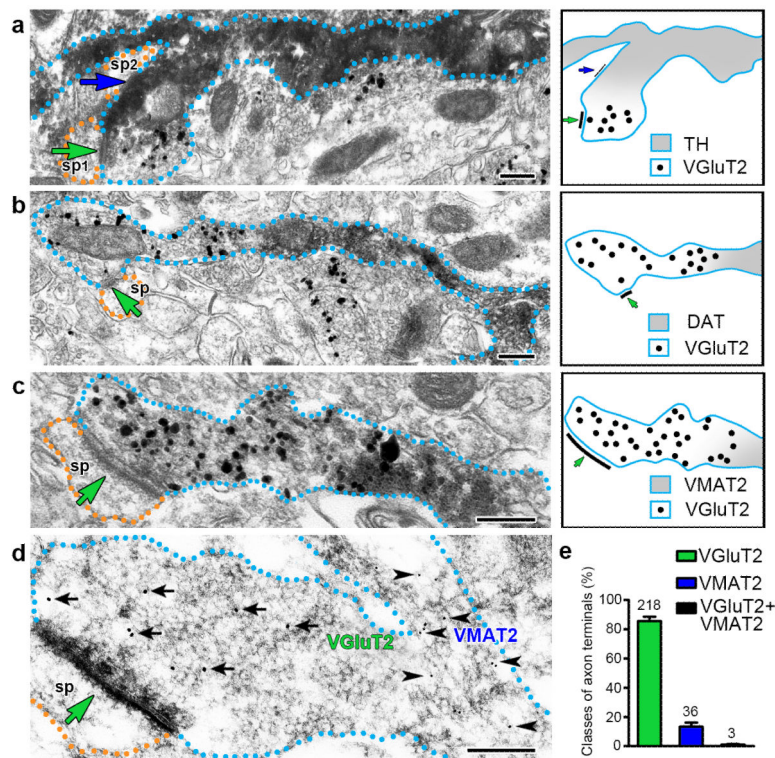 a
sp2
sp1
TH
VGluT2
b
sp
DAT
VGluT2
c
sp
VMAT2
VGluT2
d
VGluT2
VMAT2
sp
e
VGluT2
VMAT2
VGluT2+
VMAT2
Classes of axon terminals (%)
100
80
60
40
20
0
218
36
3